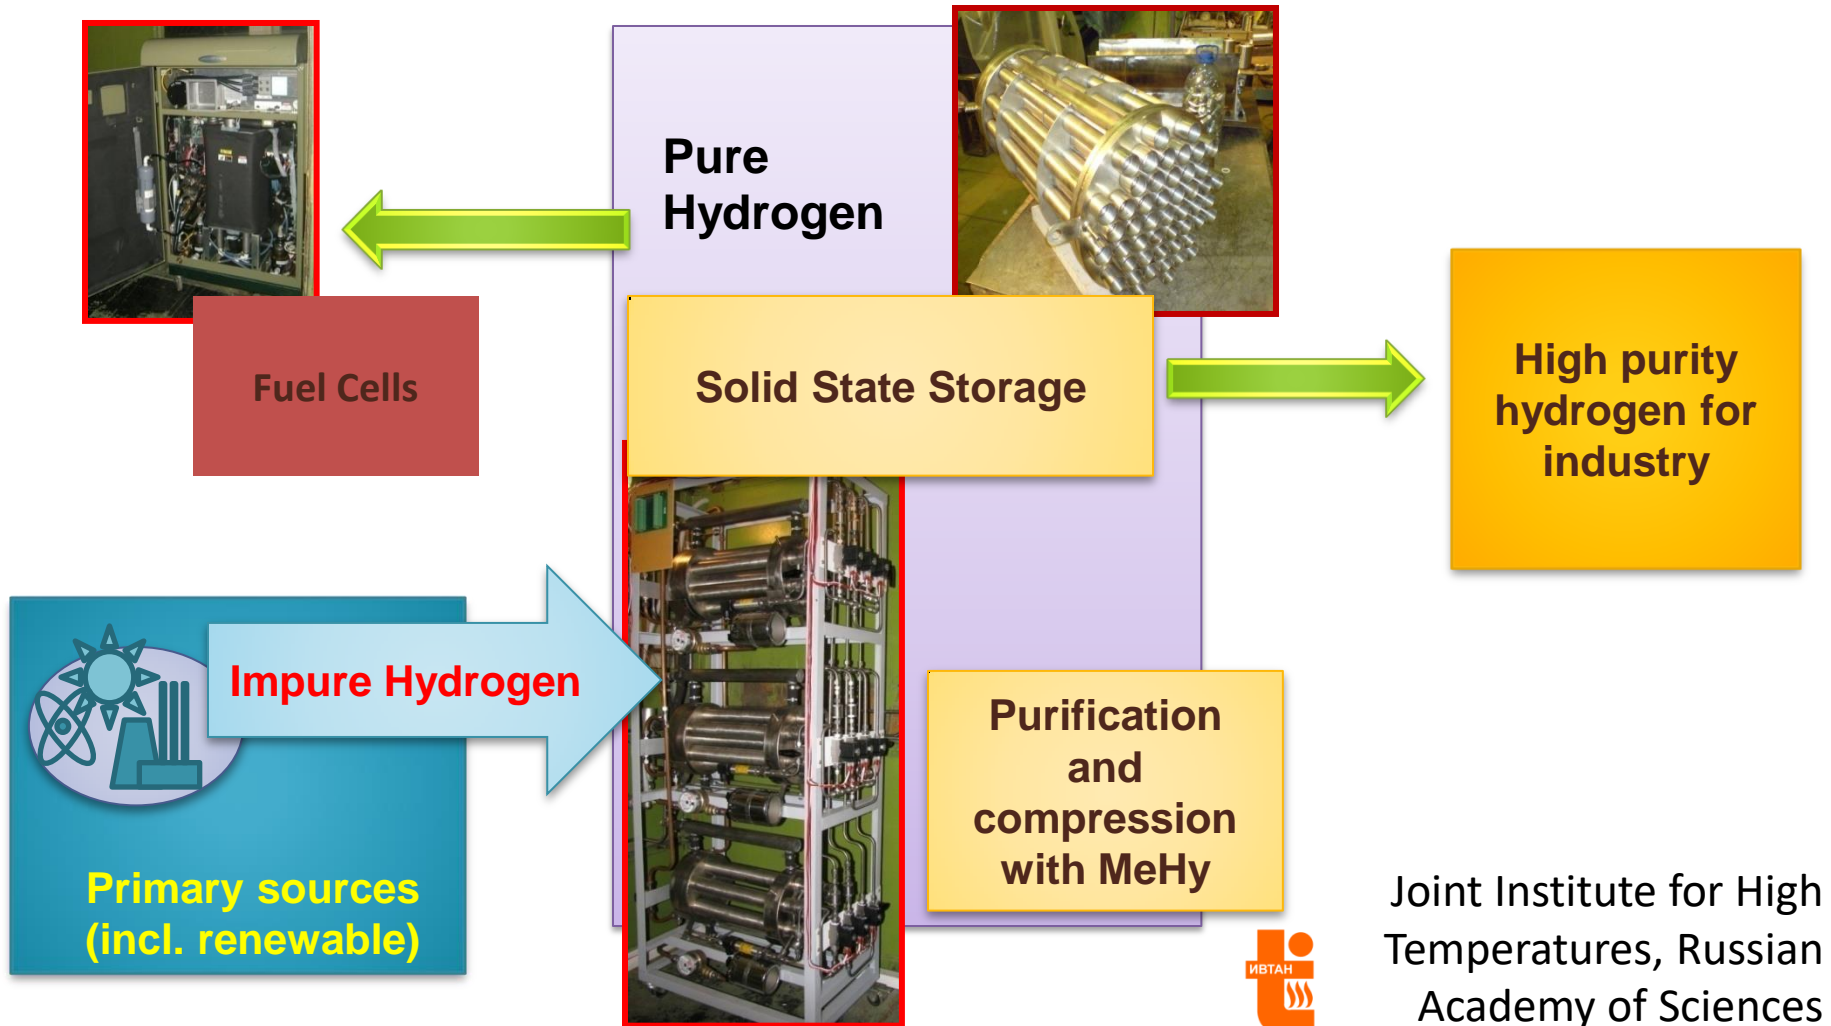 Pure
Hydrogen
Fuel Cells
Solid State Storage
High purity
hydrogen for
industry
Impure Hydrogen
Primary sources
(incl. renewable)
Purification
and
compression
with MeHy
ИВТАН
Joint Institute for High
Temperatures, Russian
Academy of Sciences